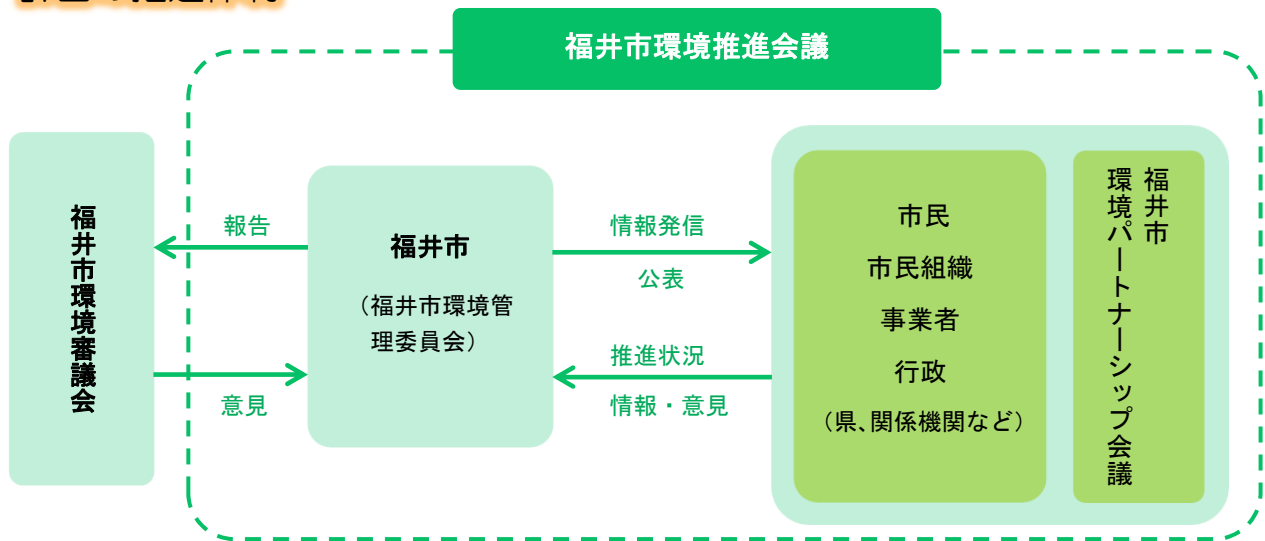 福井市環境推進会議
福井市環境審議会
報告
意見
福井市
（福井市環境管
理委員会）
情報発信
公表
推進状況
情報・意見
市民
市民組織
事業者
行政
（県、関係機関など）
福井市
環境パートナーシップ会議